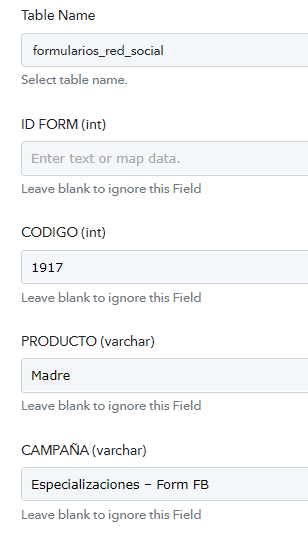 Table Name
formularios_red_social
Select table name.
ID FORM (int)
Enter text or map data.
Leave blank to ignore this Field
CODIGO (int)
1917
Leave blank to ignore this Field
PRODUCTO (varchar)
Madre
Leave blank to ignore this Field
CAMPAÑA (varchar)
Especializaciones – Form FB
Leave blank to ignore this Field